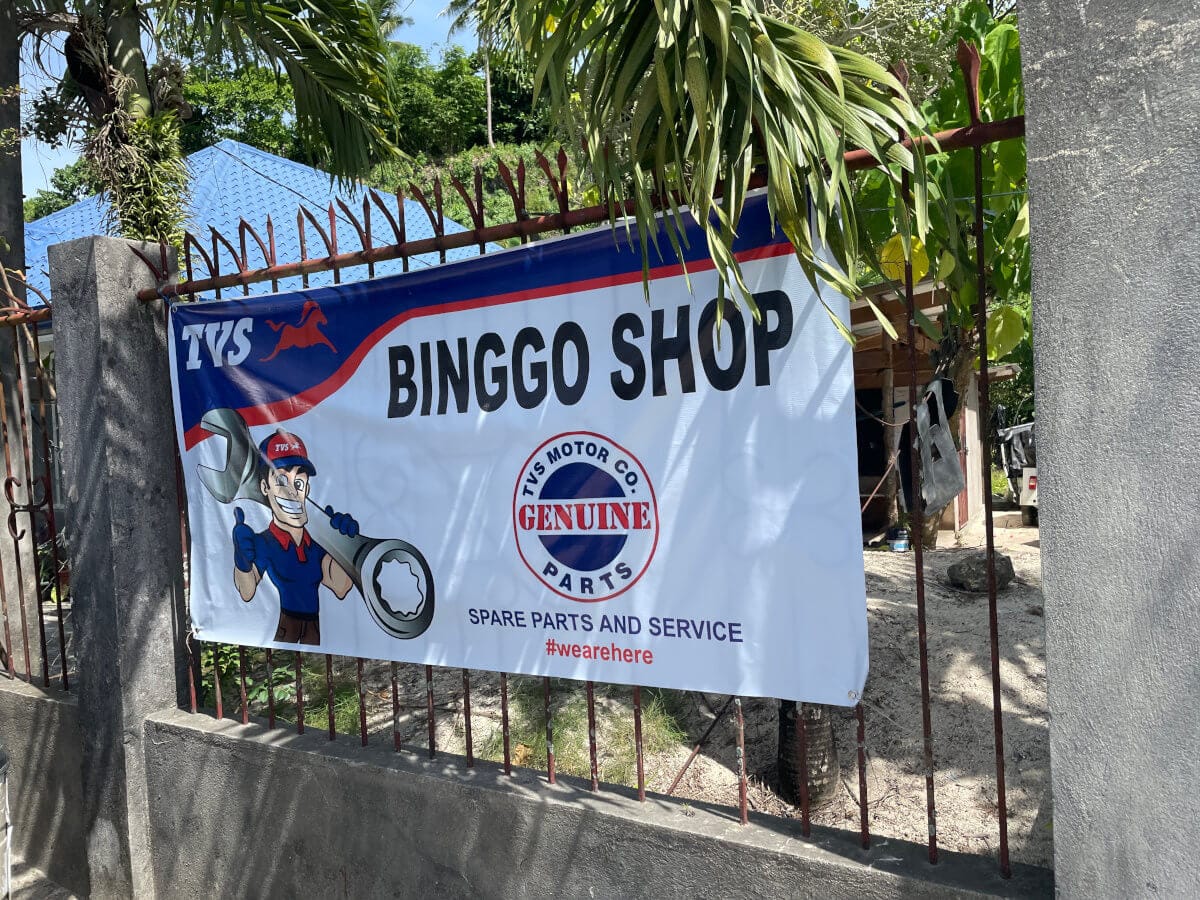 TVS
BINGGO SHOP
TVS
TVS MOTOR CO.
GENUINE
PARTS
SPARE PARTS AND SERVICE
#wearehere